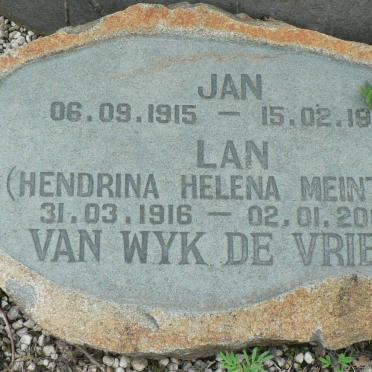 JAN
06.09.1915 — 15.02.19
LAN
(HENDRINA HELENA MEINT
31.03.1916 — 02.01.20
VAN WYK DE VRIE